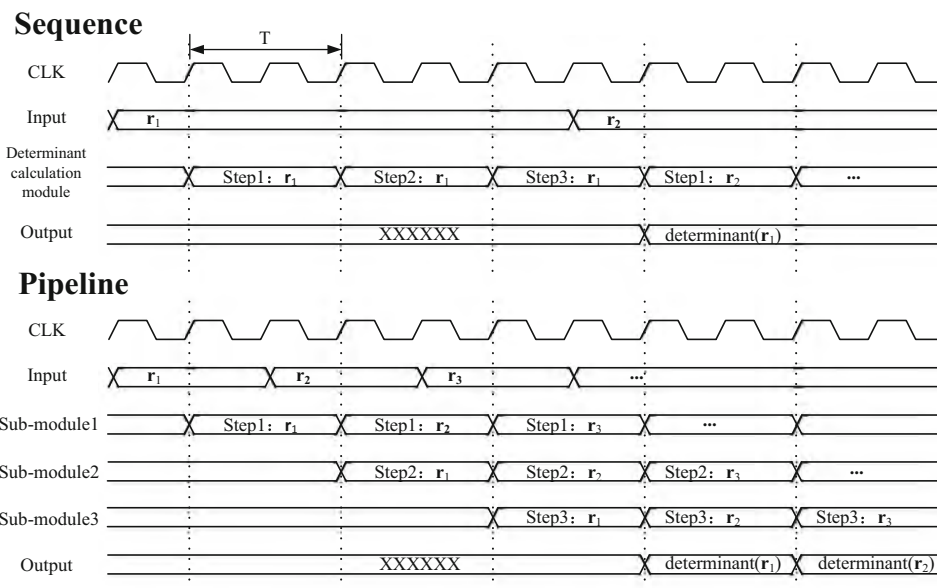 Sequence
T
CLK
Input r₁ r₂
Determinant
calculation
module
Step1: r₁ Step2: r₁ Step3: r₁ Step1: r₂ ...
Output XXXXXX determinant(r₁)
Pipeline
CLK
Input r₁ r₂ r₃ ...
Sub-module1 Step1: r₁ Step1: r₂ Step1: r₃ ...
Sub-module2 Step2: r₁ Step2: r₂ Step2: r₃ ...
Sub-module3 Step3: r₁ Step3: r₂ Step3: r₃
Output XXXXXX determinant(r₁) determinant(r₂)